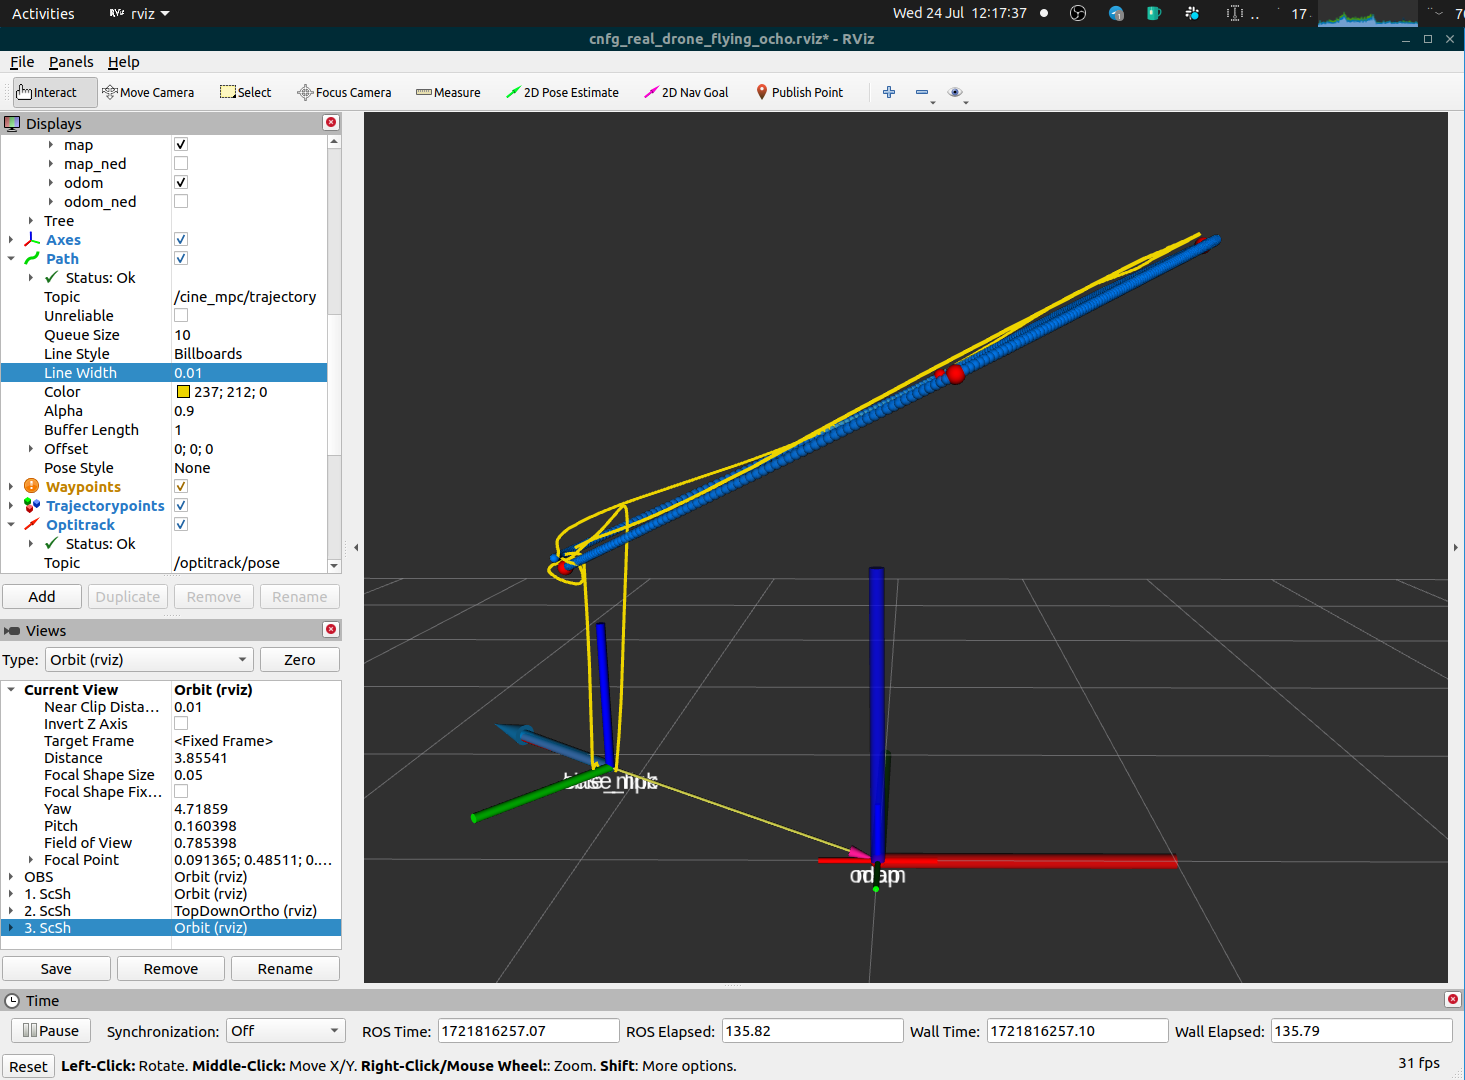 Activities
RViz rviz
Wed 24 Jul 12:17:37
17
cnfg_real_drone_flying_ocho.rviz* - RViz
File Panels Help
Interact Move Camera Select Focus Camera Measure 2D Pose Estimate 2D Nav Goal Publish Point
Displays
map
map_ned
odom
odom_ned
Tree
Axes
Path
Status: Ok
Topic /cine_mpc/trajectory
Unreliable
Queue Size 10
Line Style Billboards
Line Width 0.01
Color 237; 212; 0
Alpha 0.9
Buffer Length 1
Offset 0; 0; 0
Pose Style None
Waypoints
Trajectorypoints
Optitrack
Status: Ok
Topic /optitrack/pose
Add Duplicate Remove Rename
Views
Type: Orbit (rviz) Zero
Current View Orbit (rviz)
Near Clip Dista... 0.01
Invert Z Axis
Target Frame <Fixed Frame>
Distance 3.85541
Focal Shape Size 0.05
Focal Shape Fix...
Yaw 4.71859
Pitch 0.160398
Field of View 0.785398
Focal Point 0.091365; 0.48511; 0....
OBS Orbit (rviz)
1. ScSh Orbit (rviz)
2. ScSh TopDownOrtho (rviz)
3. ScSh Orbit (rviz)
Save Remove Rename
Time
Pause Synchronization: Off ROS Time: 1721816257.07 ROS Elapsed: 135.82 Wall Time: 1721816257.10 Wall Elapsed: 135.79
Reset Left-Click: Rotate. Middle-Click: Move X/Y. Right-Click/Mouse Wheel:: Zoom. Shift: More options. 31 fps